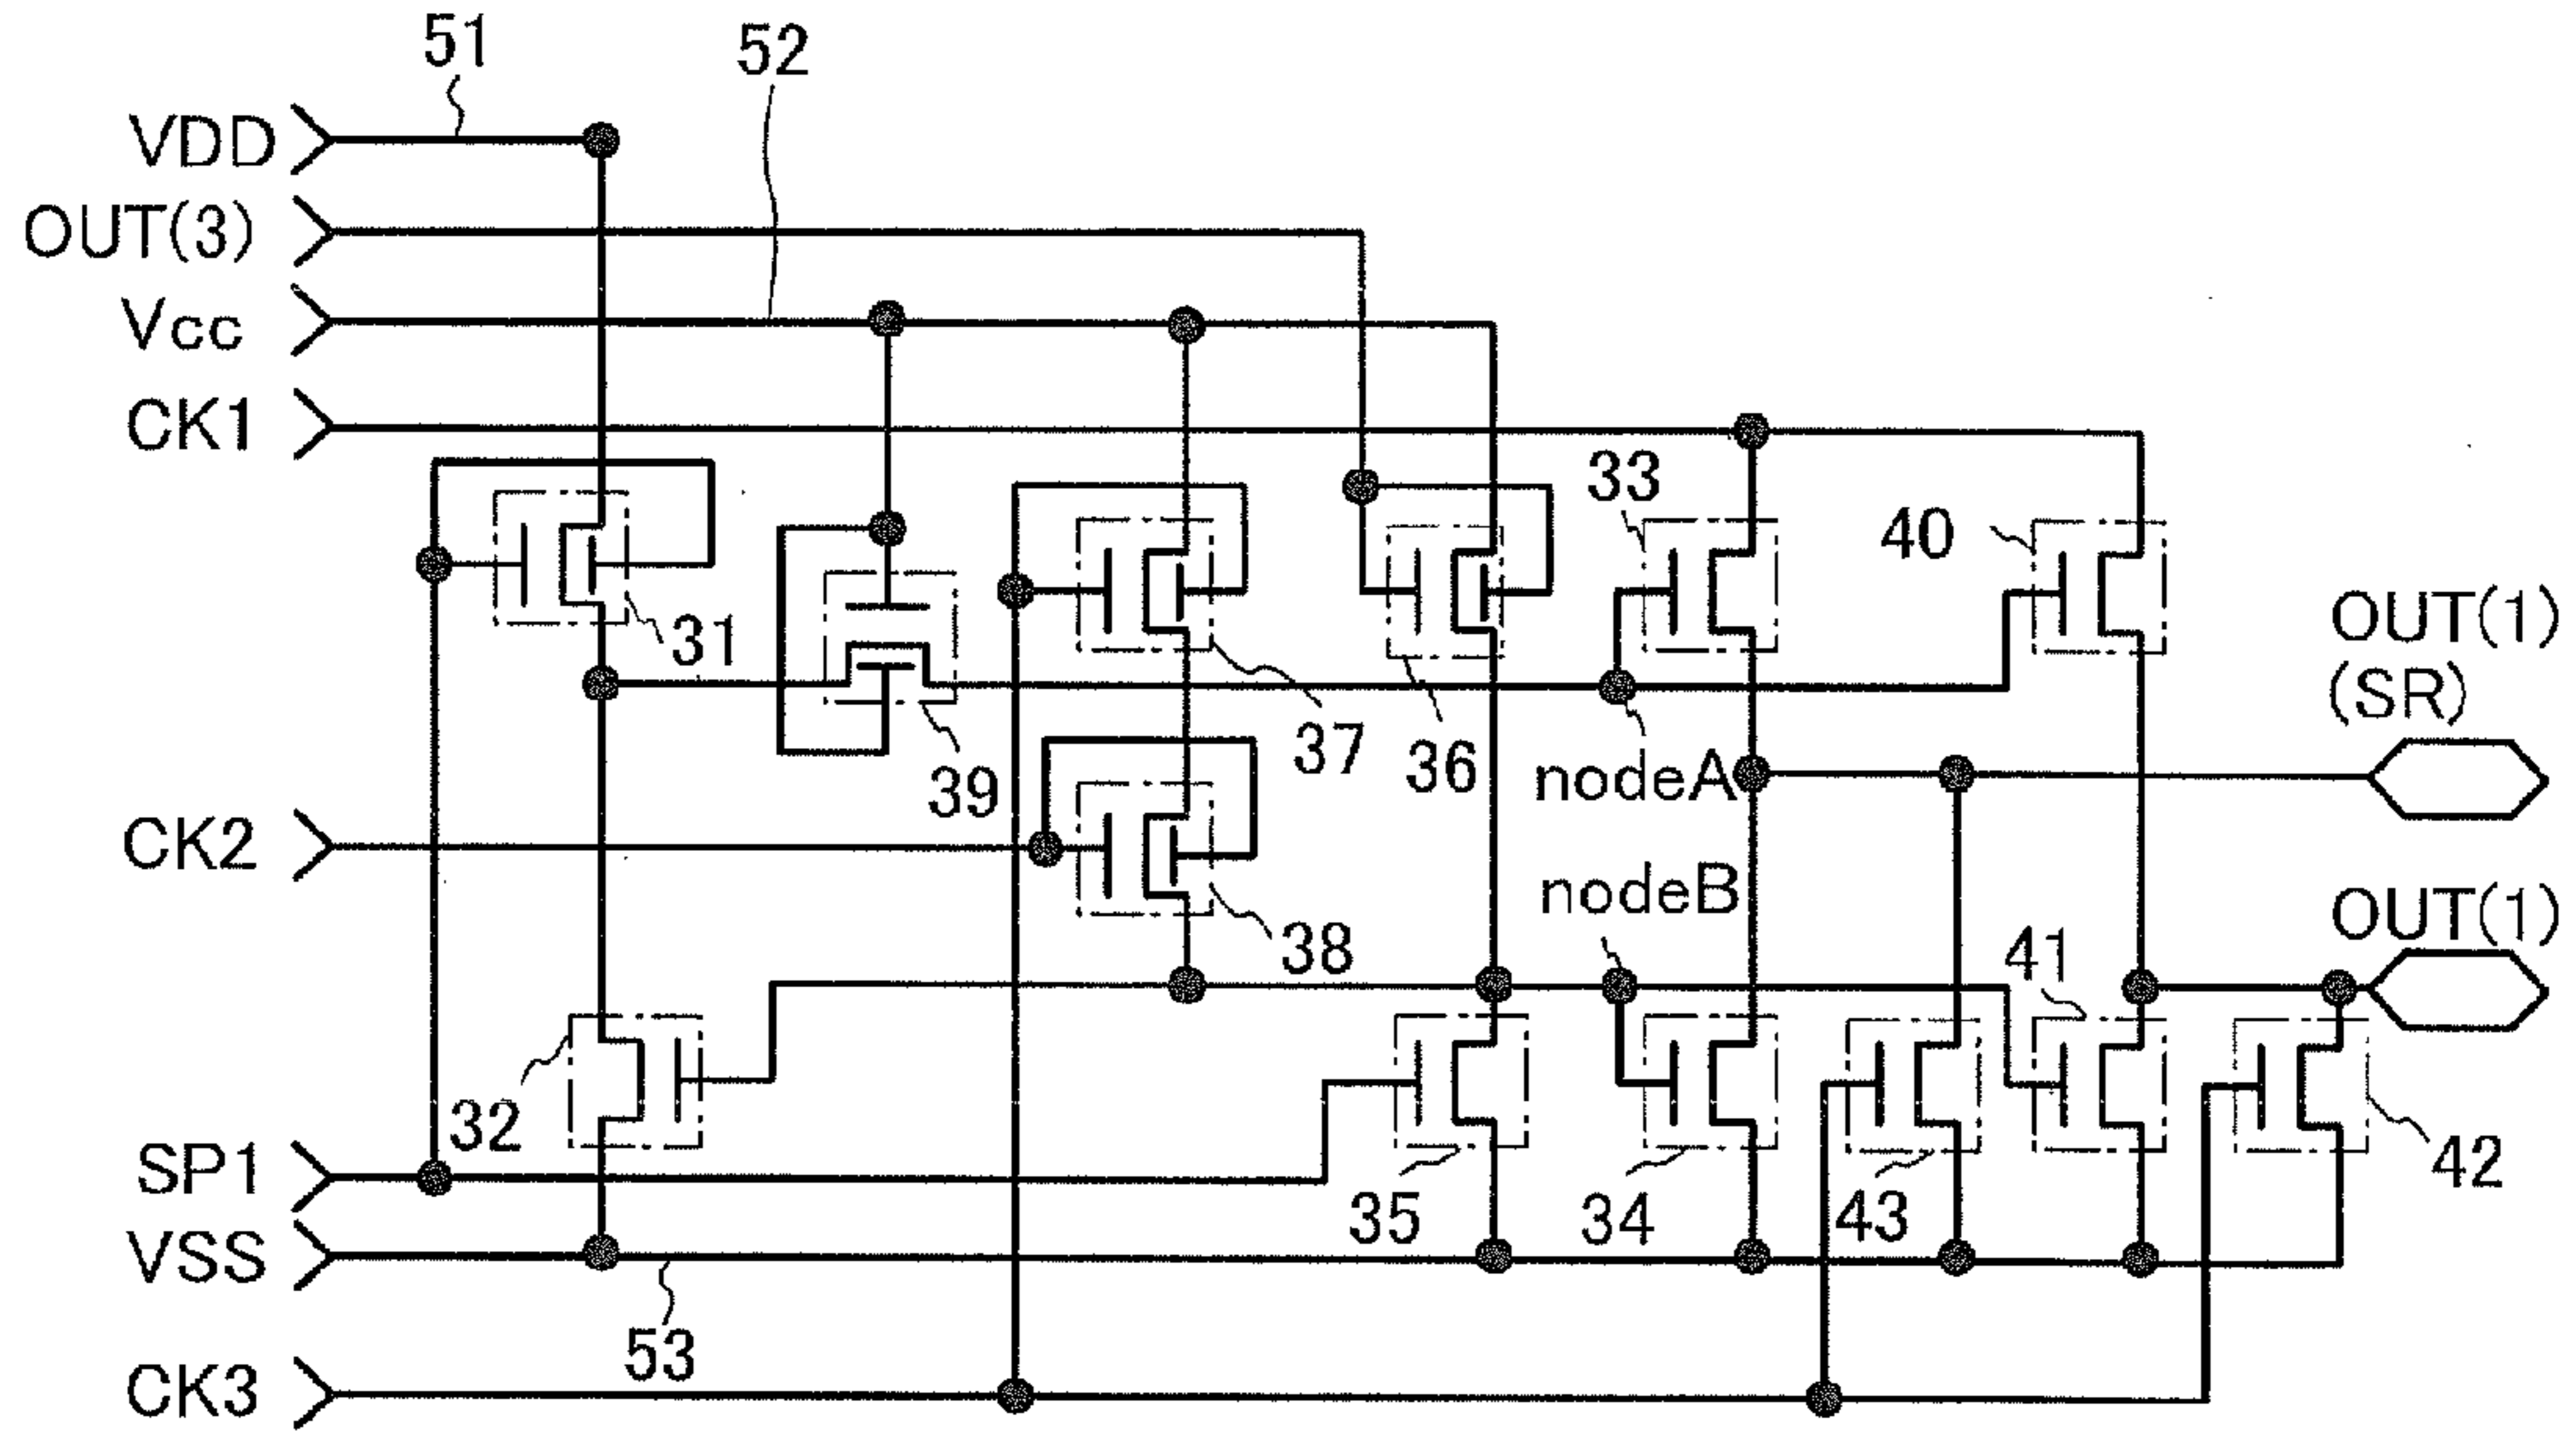 51
52
VDD
OUT(3)
Vcc
CK1
33
40
31
OUT(1)
(SR)
39
37
36
nodeA
CK2
nodeB
38
41
OUT(1)
32
SP1
35
34
43
42
VSS
53
CK3